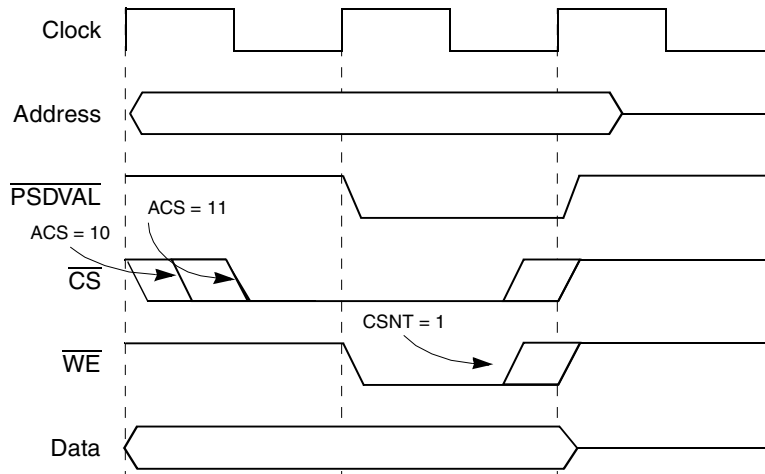 Clock
Address
PSDVAL
ACS = 11
ACS = 10
CS
CSNT = 1
WE
Data